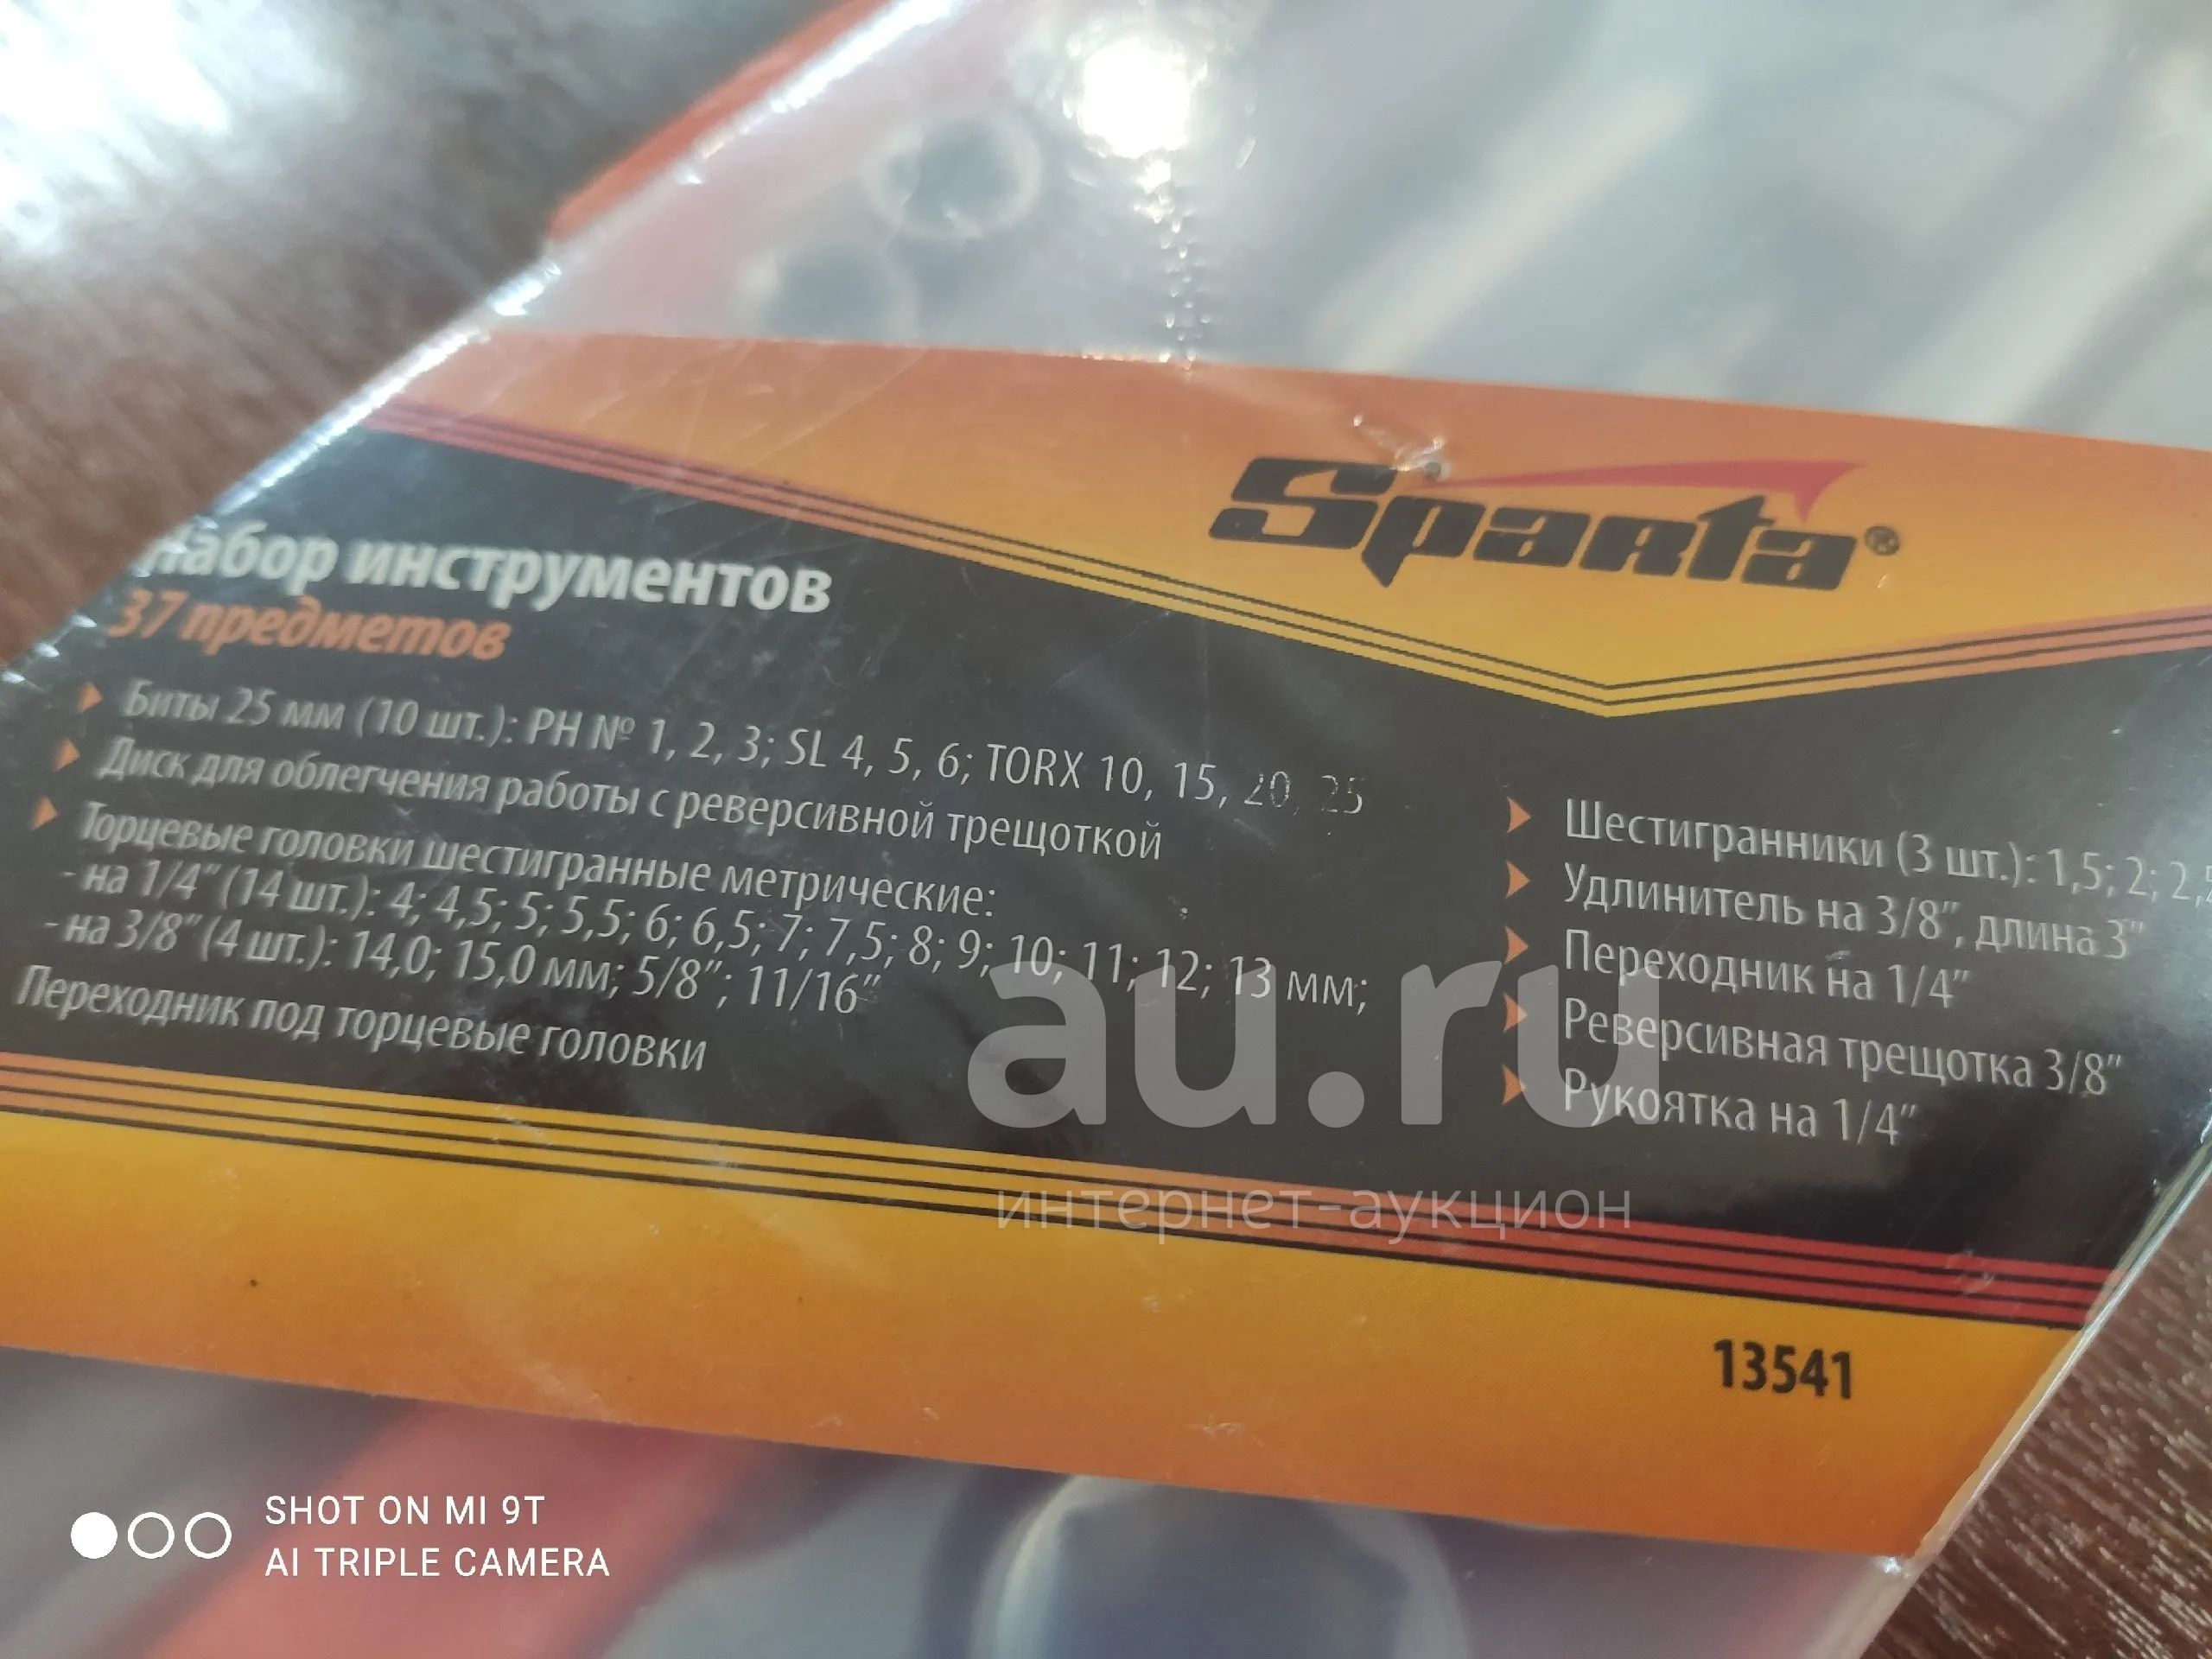 Sparta®
Набор инструментов
37 предметов
Биты 25 мм (10 шт.): PH № 1, 2, 3; SL 4, 5, 6; TORX 10, 15, 20, 25
Диск для облегчения работы с реверсивной трещоткой
Торцевые головки шестигранные метрические:
- на 1/4” (14 шт.): 4; 4,5; 5; 5,5; 6; 6,5; 7; 7,5; 8; 9; 10; 11; 12; 13 мм;
- на 3/8” (4 шт.): 14,0; 15,0 мм; 5/8”; 11/16”
Переходник под торцевые головки
Шестигранники (3 шт.): 1,5; 2; 2,5
Удлинитель на 3/8”, длина 3”
Переходник на 1/4”
Реверсивная трещотка 3/8”
Рукоятка на 1/4”
au.ru
интернет-аукцион
13541
SHOT ON MI 9T
AI TRIPLE CAMERA